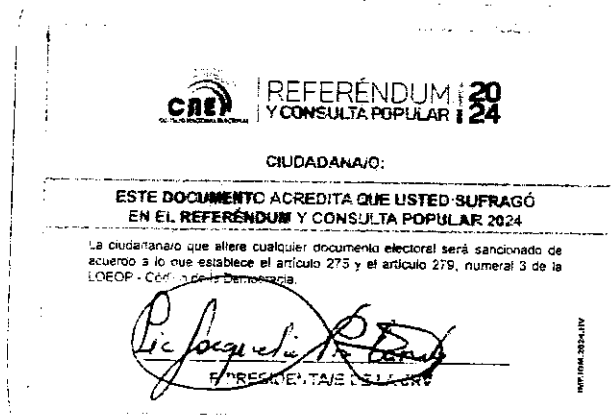 CNE
REFERÉNDUM
Y CONSULTA POPULAR
2024
CIUDADANA/O:
ESTE DOCUMENTO ACREDITA QUE USTED SUFRAGÓ
EN EL REFERÉNDUM Y CONSULTA POPULAR 2024
La ciudadana/o que altere cualquier documento electoral será sancionado de
acuerdo a lo que establece el artículo 275 y el artículo 279, numeral 3 de la
LOEOP - Código de la Democracia.
PRESIDENTA/E DE LA JRV